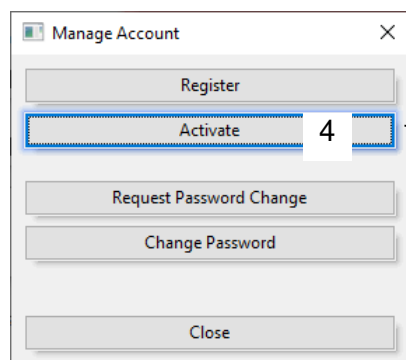 Manage Account
Register
Activate 4
Request Password Change
Change Password
Close